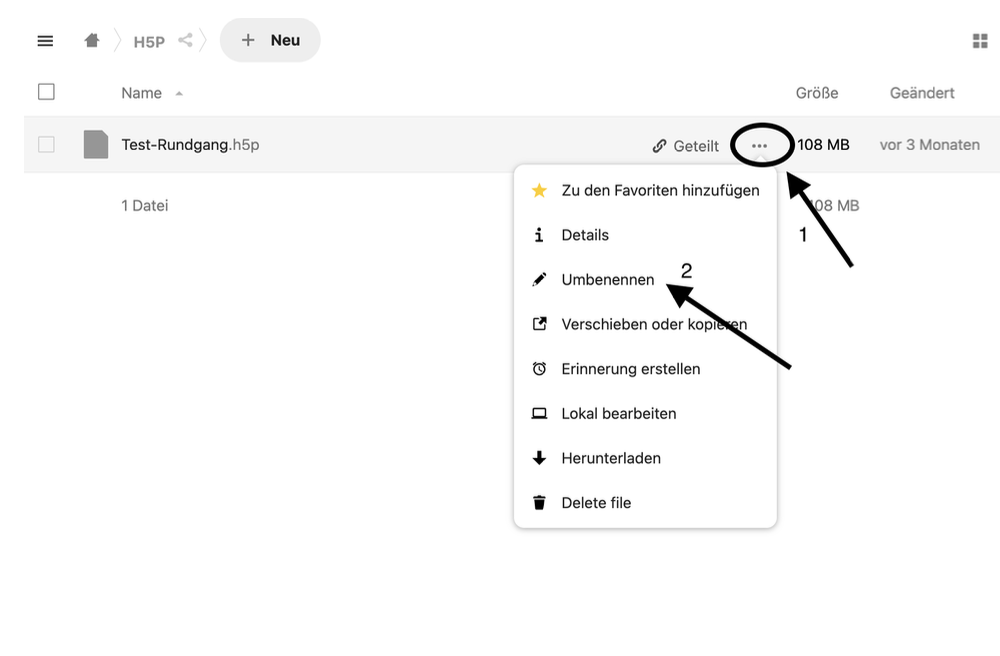 H5P
+ Neu
Name Größe Geändert
Test-Rundgang.h5p Geteilt ... 108 MB vor 3 Monaten
Zu den Favoriten hinzufügen
1 Datei 108 MB
Details 1
2
Umbenennen
Verschieben oder kopieren
Erinnerung erstellen
Lokal bearbeiten
Herunterladen
Delete file